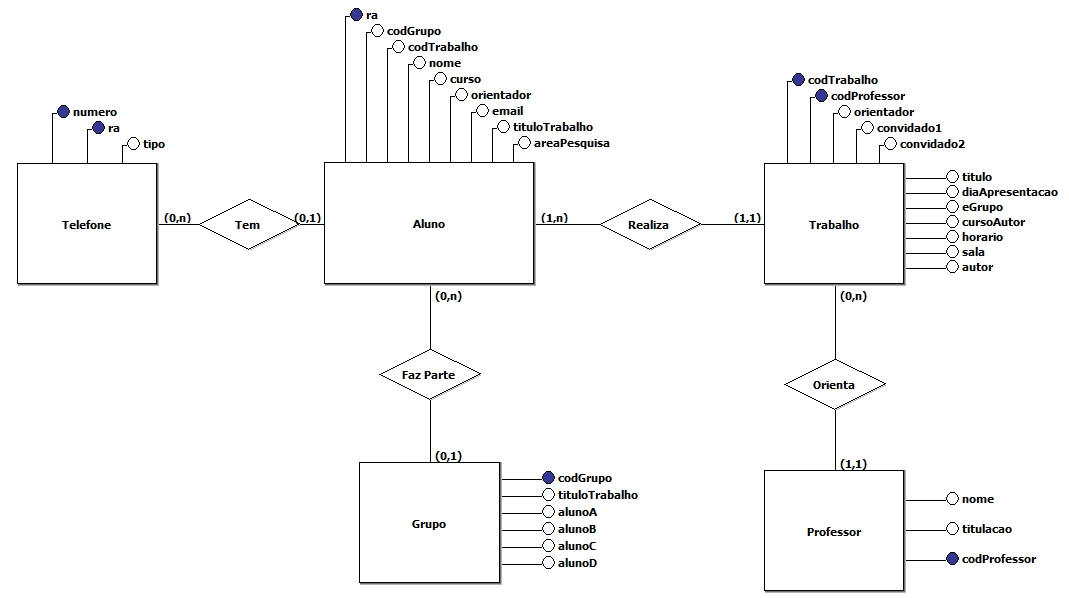 ra
codGrupo
codTrabalho
nome
curso
orientador
email
tituloTrabalho
areaPesquisa
numero
ra
tipo
codTrabalho
codProfessor
orientador
convidado1
convidado2
titulo
diaApresentacao
eGrupo
cursoAutor
horario
sala
autor
Telefone
(0,n)
Tem
(0,1)
Aluno
(1,n)
Realiza
(1,1)
Trabalho
(0,n)
Faz Parte
(0,1)
(0,n)
Orienta
(1,1)
Grupo
codGrupo
tituloTrabalho
alunoA
alunoB
alunoC
alunoD
Professor
nome
titulacao
codProfessor